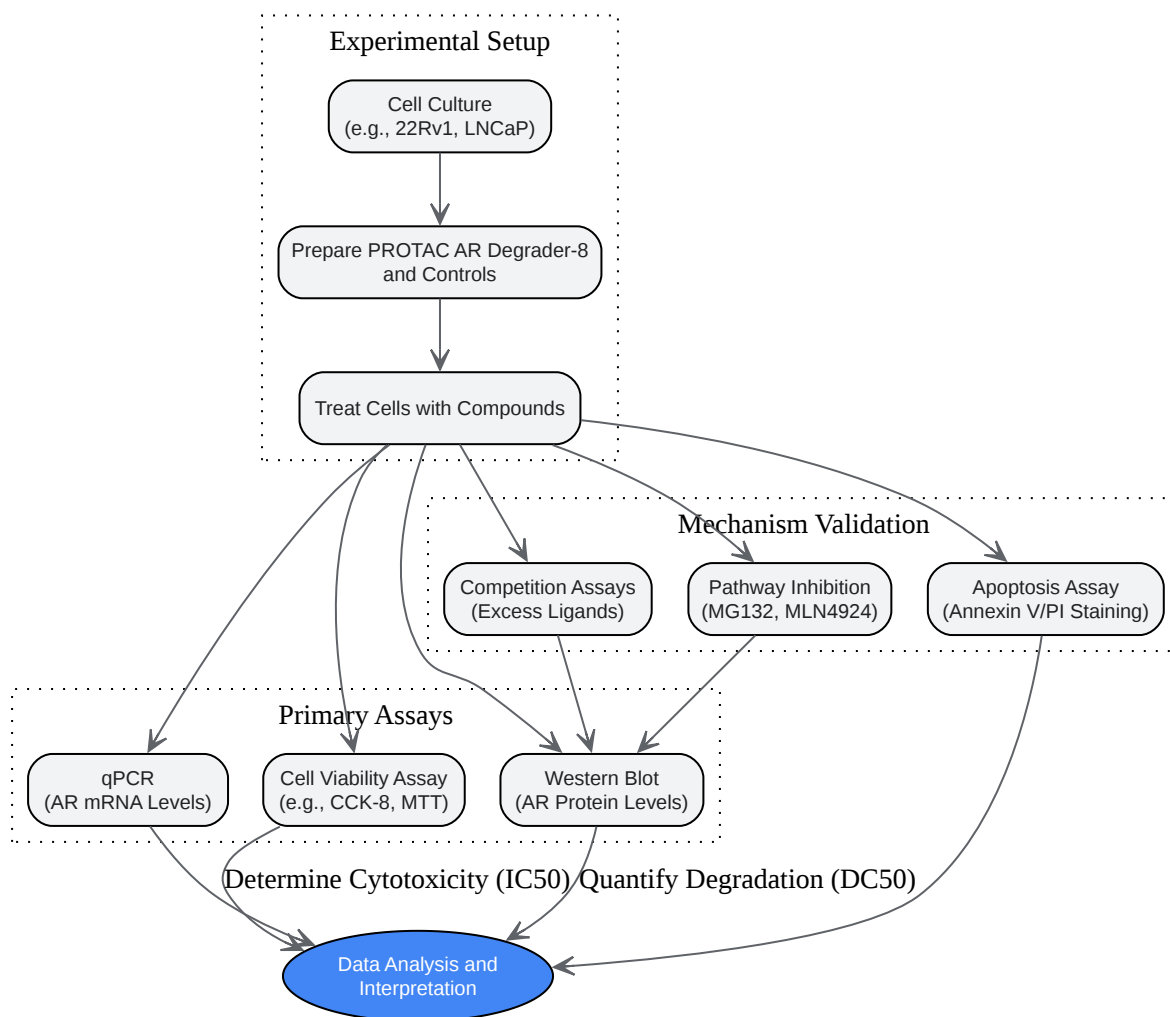 Experimental Setup
Cell Culture
(e.g., 22Rv1, LNCaP)
Prepare PROTAC AR Degrader-8
and Controls
Treat Cells with Compounds
Mechanism Validation
Competition Assays
(Excess Ligands)
Pathway Inhibition
(MG132, MLN4924)
Apoptosis Assay
(Annexin V/PI Staining)
Primary Assays
qPCR
(AR mRNA Levels)
Cell Viability Assay
(e.g., CCK-8, MTT)
Western Blot
(AR Protein Levels)
Determine Cytotoxicity (IC50)
Quantify Degradation (DC50)
Data Analysis and
Interpretation